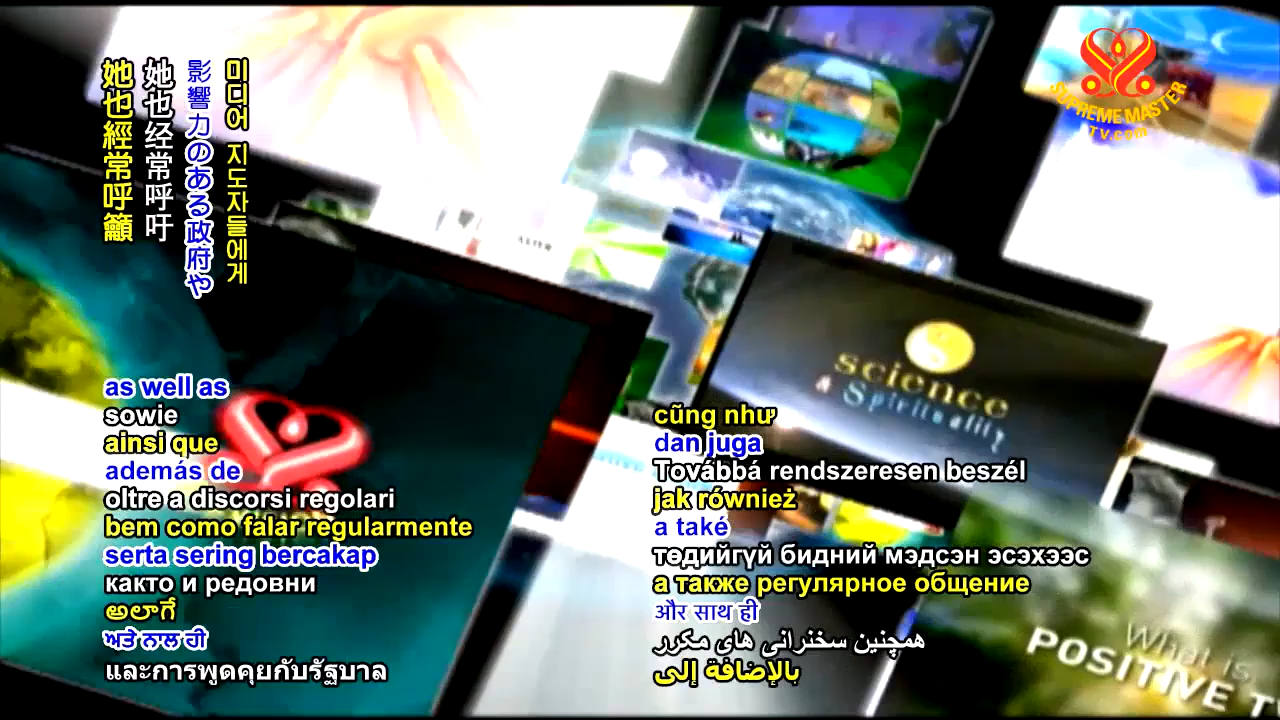 她也經常呼籲
她也经常呼吁
影響力のある政府や
미디어 지도자들에게
SUPREME MASTER
TV.com
science
& Spirituality
as well as
sowie
ainsi que
además de
oltre a discorsi regolari
bem como falar regularmente
serta sering bercakap
както и редовни
అలాగే
ਅਤੇ ਨਾਲ ਹੀ
และการพูดคุยกับรัฐบาล
cũng như
dan juga
Továbbá rendszeresen beszél
jak również
a také
төдийгүй бидний мэдсэн эсэхээс
а также регулярное общение
और साथ ही
همچنین سخنرانی های مکرر
بالإضافة إلى
What is
POSITIVE T